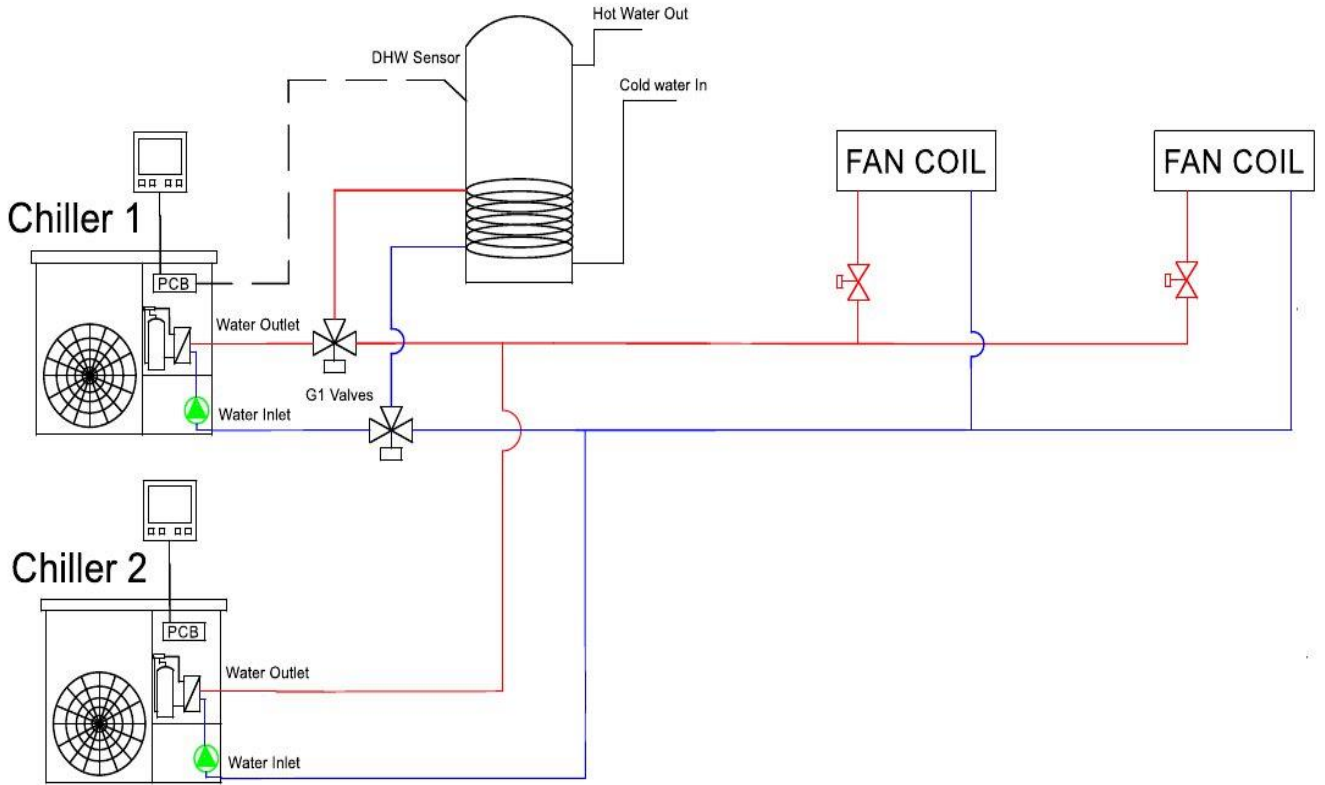 Hot Water Out
DHW Sensor
Cold water In
FAN COIL
FAN COIL
Chiller 1
PCB
Water Outlet
G1 Valves
Water Inlet
Chiller 2
PCB
Water Outlet
Water Inlet